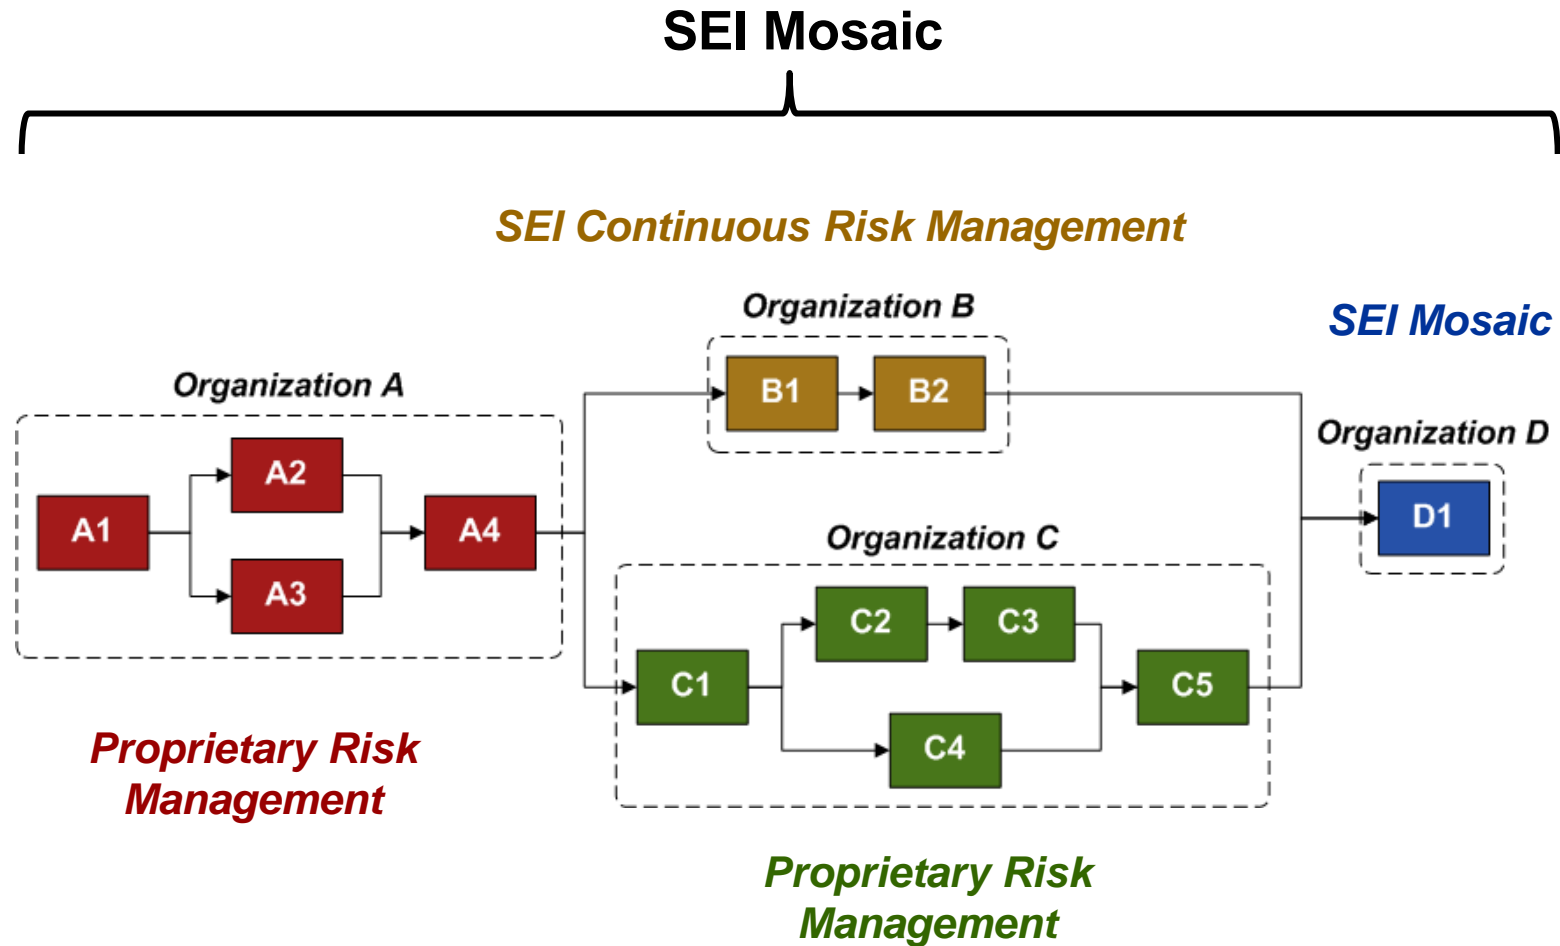 SEI Mosaic
SEI Continuous Risk Management
Organization B
SEI Mosaic
Organization A
B1
B2
Organization D
A2
A1
A4
D1
Organization C
A3
C2
C3
C1
C5
C4
Proprietary Risk
Management
Proprietary Risk
Management